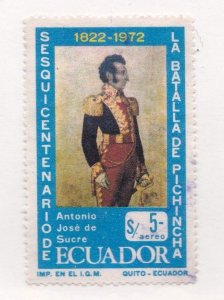 1822-1972
SESQUICENTENARIO DE
LA BATALLA DE PICHINCHA
Antonio
José de
Sucre
S/ 5-
aereo
ECUADOR
IMP. EN EL I.G.M. QUITO - ECUADOR